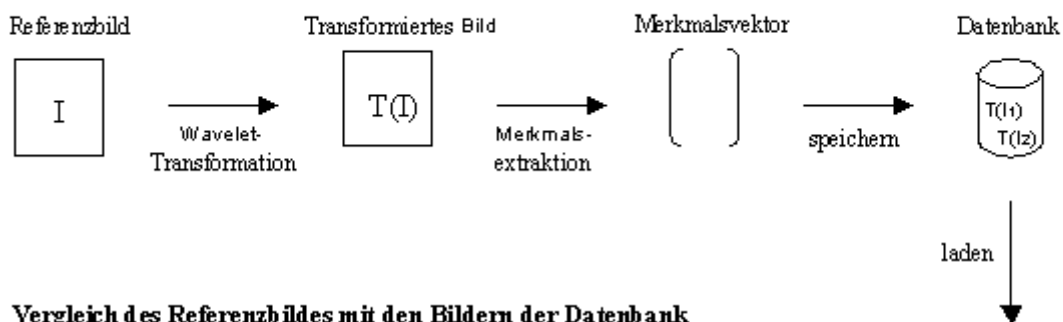 Referenzbild
Transformiertes Bild
Merkmalsvektor
Datenbank
I
T(I)
T(I1)
T(I2)
Wavelet-
Transformation
Merkmals-
extraktion
speichern
laden
Vergleich des Referenzbildes mit den Bildern der Datenbank